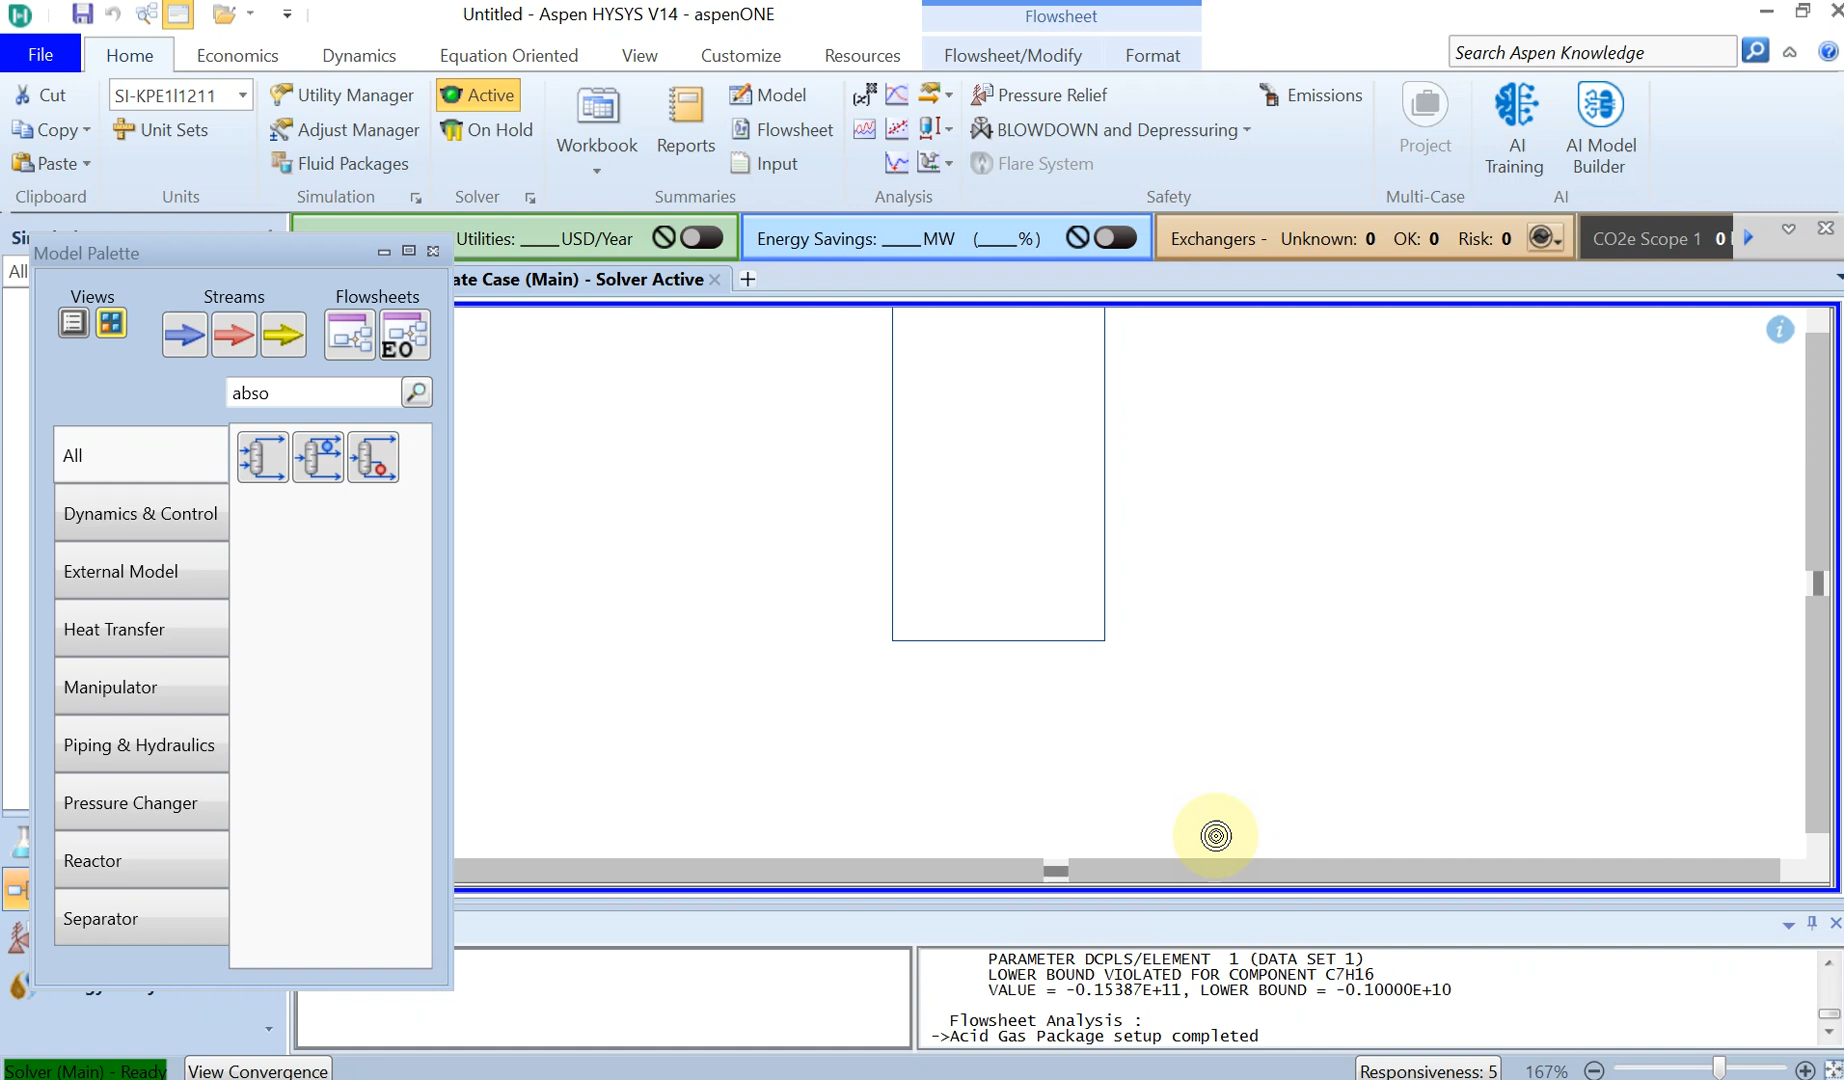 Untitled - Aspen HYSYS V14 - aspenONE
Flowsheet
File
Home
Economics
Dynamics
Equation Oriented
View
Customize
Resources
Flowsheet/Modify
Format
Search Aspen Knowledge
Cut
Copy
Paste
Clipboard
SI-KPE1l1211
Unit Sets
Units
Utility Manager
Adjust Manager
Fluid Packages
Simulation
Active
On Hold
Solver
Workbook
Reports
Model
Flowsheet
Input
Summaries
Analysis
Pressure Relief
BLOWDOWN and Depressuring
Flare System
Emissions
Safety
Project
Multi-Case
AI Training
AI Model Builder
AI
Utilities: ____USD/Year
Energy Savings: ____MW (____%)
Exchangers - Unknown: 0 OK: 0 Risk: 0
CO2e Scope 1 0
Model Palette
All
ate Case (Main) - Solver Active
Views
Streams
Flowsheets
EO
abso
All
Dynamics & Control
External Model
Heat Transfer
Manipulator
Piping & Hydraulics
Pressure Changer
Reactor
Separator
PARAMETER DCPLS/ELEMENT 1 (DATA SET 1)
LOWER BOUND VIOLATED FOR COMPONENT C7H16
VALUE = -0.15387E+11, LOWER BOUND = -0.10000E+10
Flowsheet Analysis :
->Acid Gas Package setup completed
Solver (Main) - Ready
View Convergence
Responsiveness: 5
167%